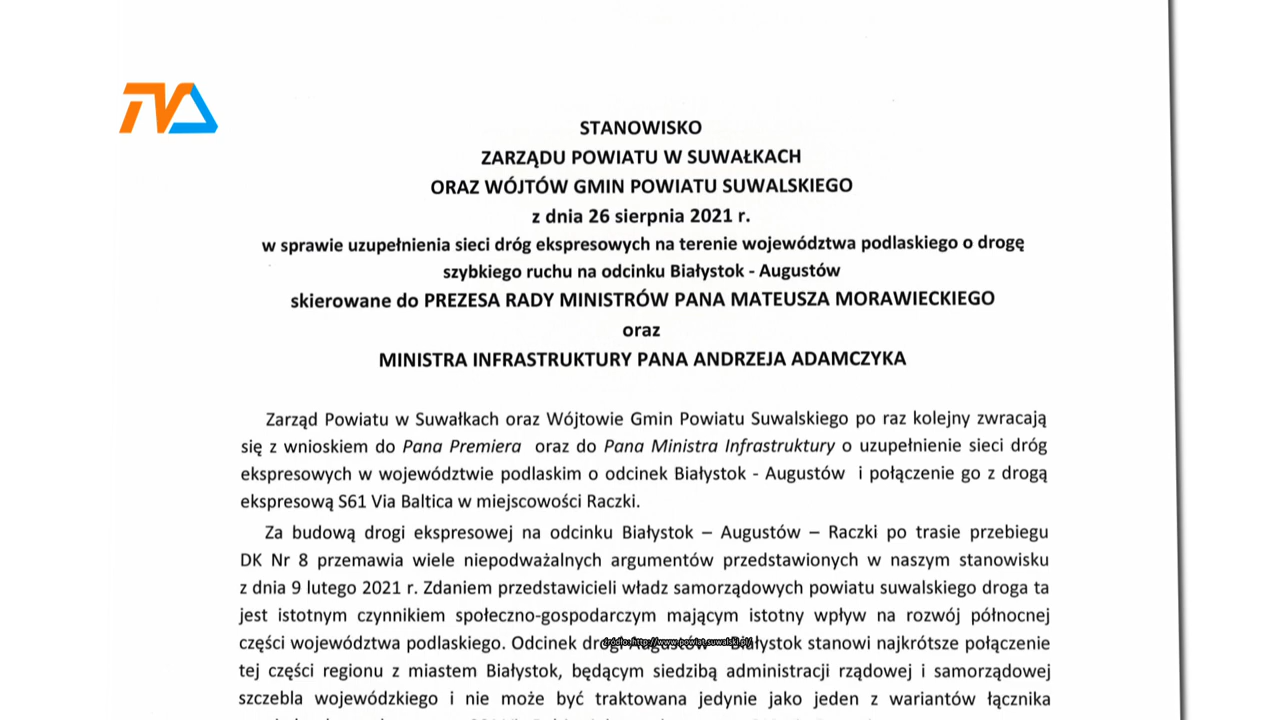 TVA
STANOWISKO
ZARZĄDU POWIATU W SUWAŁKACH
ORAZ WÓJTÓW GMIN POWIATU SUWALSKIEGO
z dnia 26 sierpnia 2021 r.
w sprawie uzupełnienia sieci dróg ekspresowych na terenie województwa podlaskiego o drogę
szybkiego ruchu na odcinku Białystok - Augustów
skierowane do PREZESA RADY MINISTRÓW PANA MATEUSZA MORAWIECKIEGO
oraz
MINISTRA INFRASTRUKTURY PANA ANDRZEJA ADAMCZYKA
Zarząd Powiatu w Suwałkach oraz Wójtowie Gmin Powiatu Suwalskiego po raz kolejny zwracają
się z wnioskiem do Pana Premiera oraz do Pana Ministra Infrastruktury o uzupełnienie sieci dróg
ekspresowych w województwie podlaskim o odcinek Białystok - Augustów i połączenie go z drogą
ekspresową S61 Via Baltica w miejscowości Raczki.
Za budową drogi ekspresowej na odcinku Białystok – Augustów – Raczki po trasie przebiegu
DK Nr 8 przemawia wiele niepodważalnych argumentów przedstawionych w naszym stanowisku
z dnia 9 lutego 2021 r. Zdaniem przedstawicieli władz samorządowych powiatu suwalskiego droga ta
jest istotnym czynnikiem społeczno-gospodarczym mającym istotny wpływ na rozwój północnej
części województwa podlaskiego. Odcinek drogi Augustów – Białystok stanowi najkrótsze połączenie
źródło: http://www.powiat.suwalski.pl/
tej części regionu z miastem Białystok, będącym siedzibą administracji rządowej i samorządowej
szczebla wojewódzkiego i nie może być traktowana jedynie jako jeden z wariantów łącznika